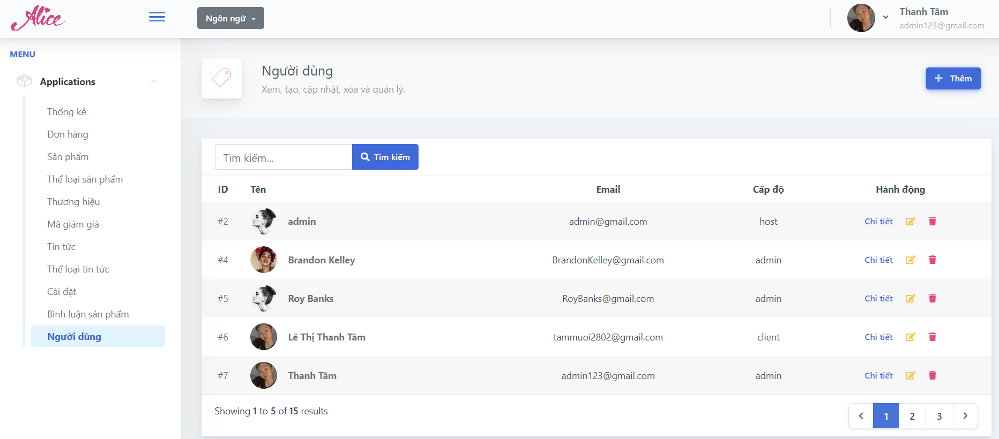 Alice
Ngôn ngữ
Thanh Tâm
admin123@gmail.com
MENU
Applications
Thống kê
Đơn hàng
Sản phẩm
Thể loại sản phẩm
Thương hiệu
Mã giảm giá
Tin tức
Thể loại tin tức
Cài đặt
Bình luận sản phẩm
Người dùng
Người dùng
Xem, tạo, cập nhật, xóa và quản lý.
Thêm
Tìm kiếm...
Tìm kiếm
ID Tên Email Cấp độ Hành động
#2 admin admin@gmail.com host Chi tiết
#4 Brandon Kelley BrandonKelley@gmail.com admin Chi tiết
#5 Roy Banks RoyBanks@gmail.com admin Chi tiết
#6 Lê Thị Thanh Tâm tammuoi2802@gmail.com client Chi tiết
#7 Thanh Tâm admin123@gmail.com admin Chi tiết
Showing 1 to 5 of 15 results
1 2 3